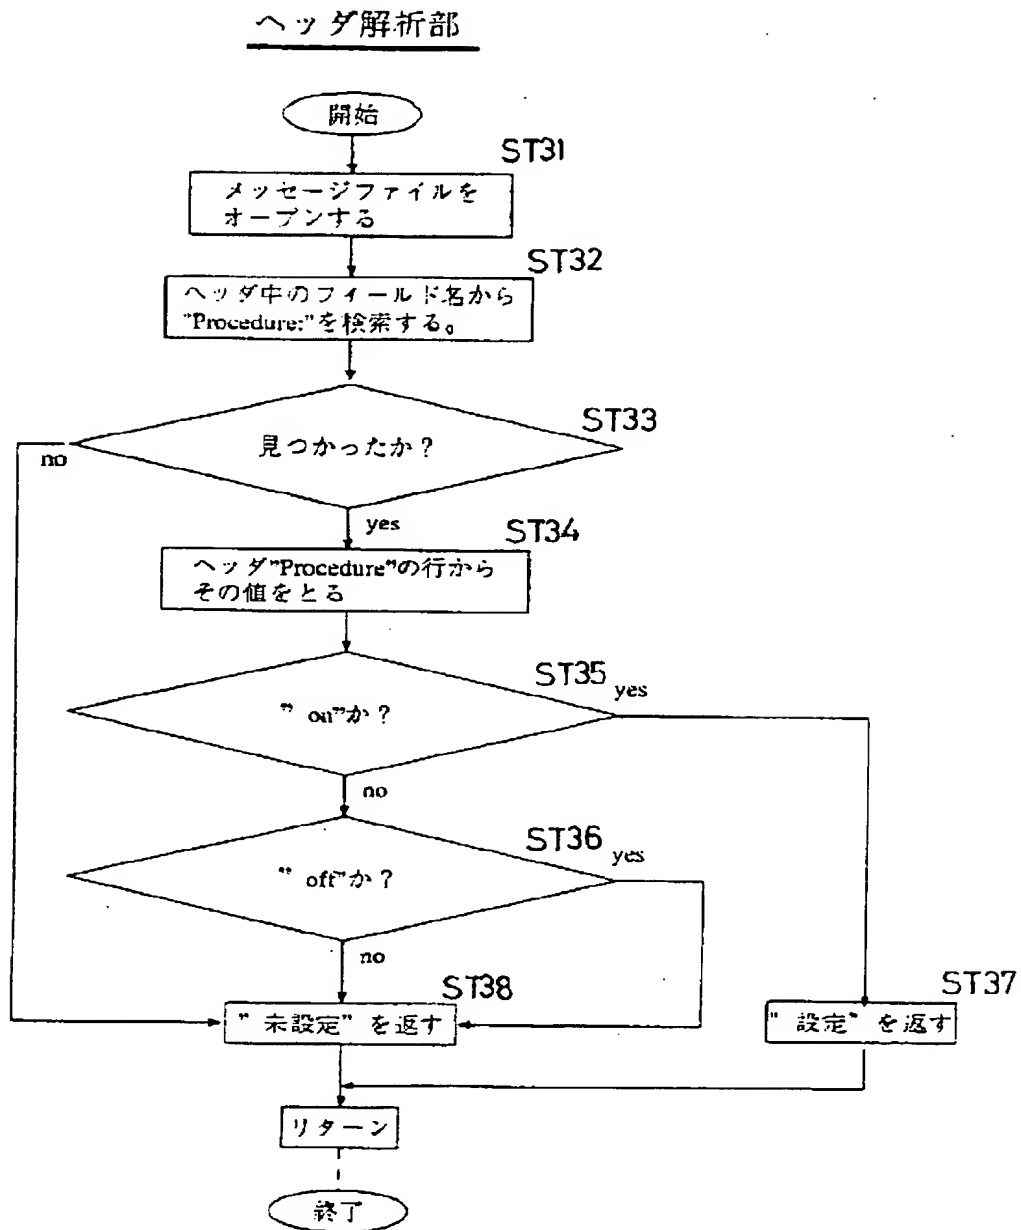 ヘッダ解析部
開始
ST31
メッセージファイルを
オープンする
ST32
ヘッダ中のフィールド名から
"Procedure:"を検索する。
ST33
見つかったか？
no
yes
ST34
ヘッダ"Procedure"の行から
その値をとる
ST35
yes
" on"か？
no
ST36
yes
" off"か？
no
ST38
ST37
"未設定" を返す
" 設定" を返す
リターン
終了